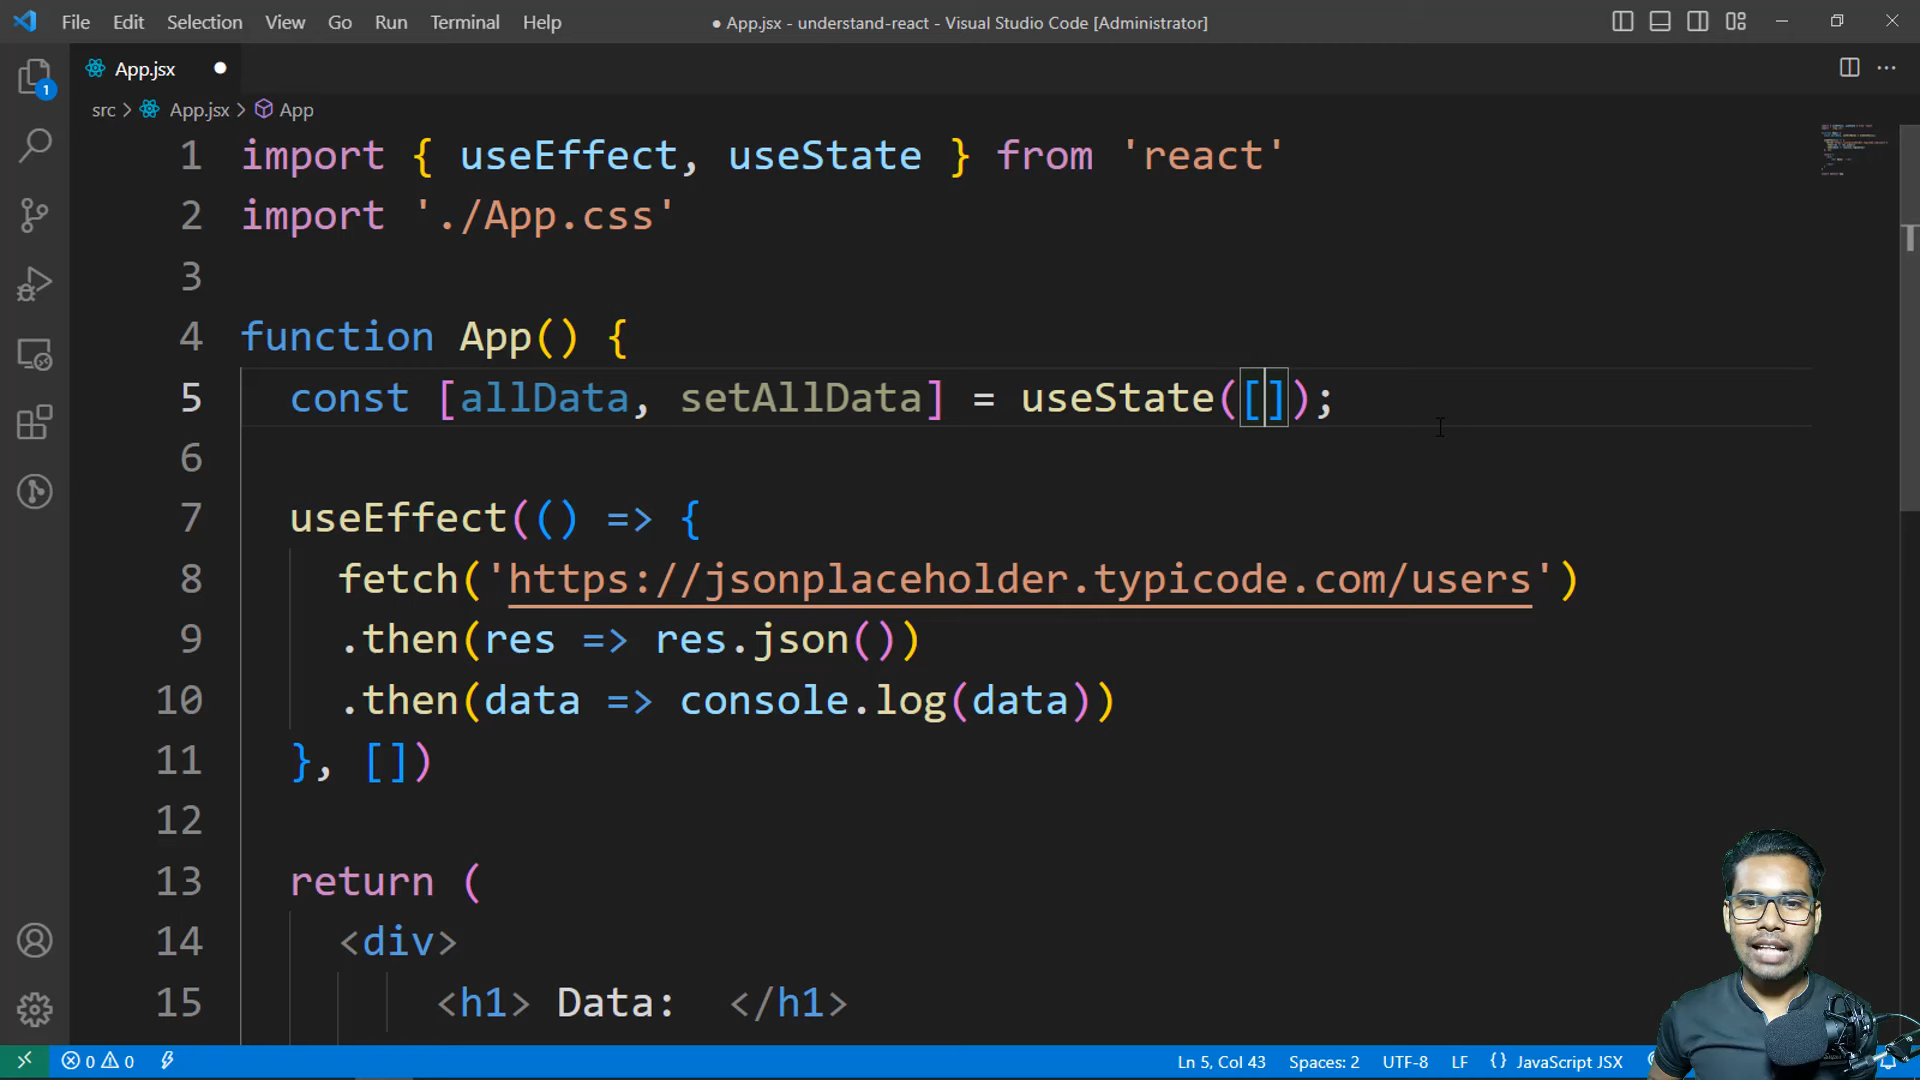 File Edit Selection View Go Run Terminal Help
● App.jsx - understand-react - Visual Studio Code [Administrator]
App.jsx ●
src > App.jsx > App
1 import { useEffect, useState } from 'react'
2 import './App.css'
3
4 function App() {
5 const [allData, setAllData] = useState([]);
6
7 useEffect(() => {
8 fetch('https://jsonplaceholder.typicode.com/users')
9 .then(res => res.json())
10 .then(data => console.log(data))
11 }, [])
12
13 return (
14 <div>
15 <h1> Data: </h1>
1
0 0
Ln 5, Col 43 Spaces: 2 UTF-8 LF {} JavaScript JSX